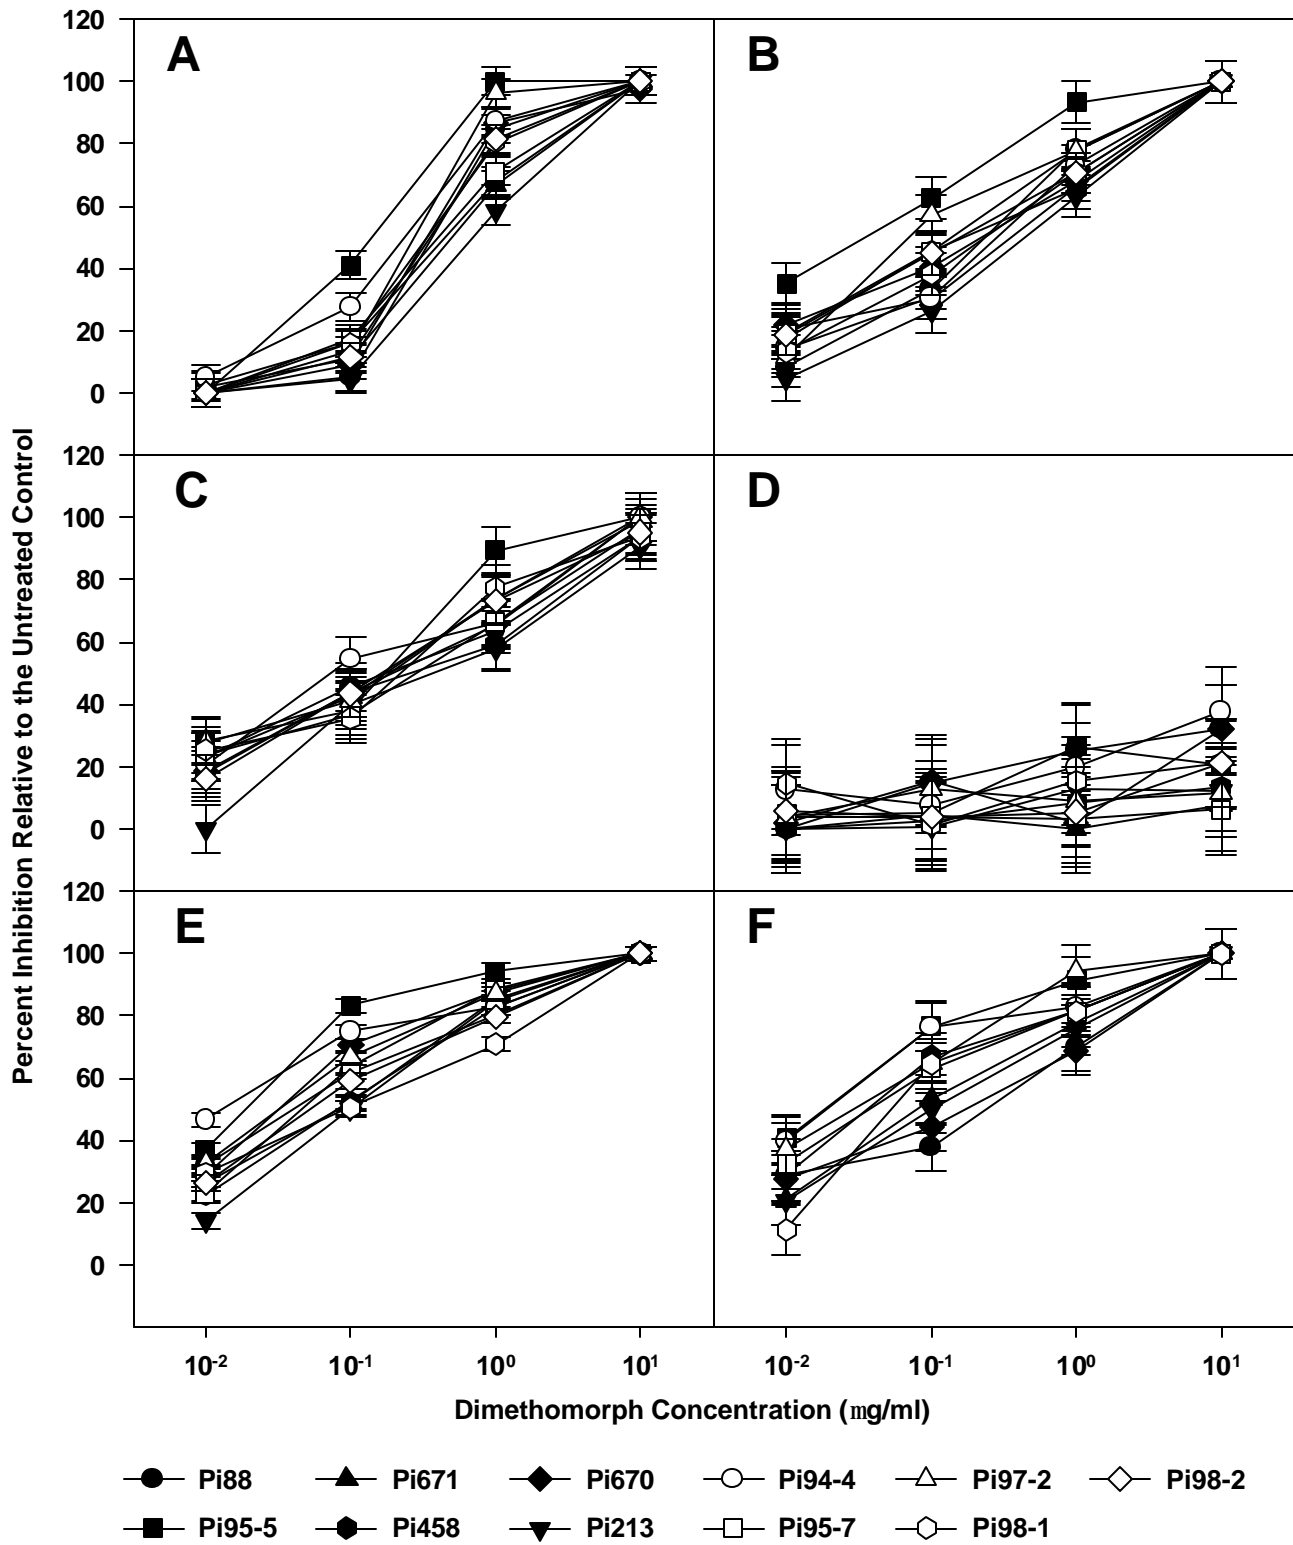 Percent Inhibition Relative to the Untreated Control
A
B
120
100
80
60
40
20
0
C
D
120
100
80
60
40
20
0
E
F
120
100
80
60
40
20
0
10⁻² 10⁻¹ 10⁰ 10¹ 10⁻² 10⁻¹ 10⁰ 10¹
Dimethomorph Concentration (mg/ml)
Pi88 Pi671 Pi670 Pi94-4 Pi97-2 Pi98-2
Pi95-5 Pi458 Pi213 Pi95-7 Pi98-1